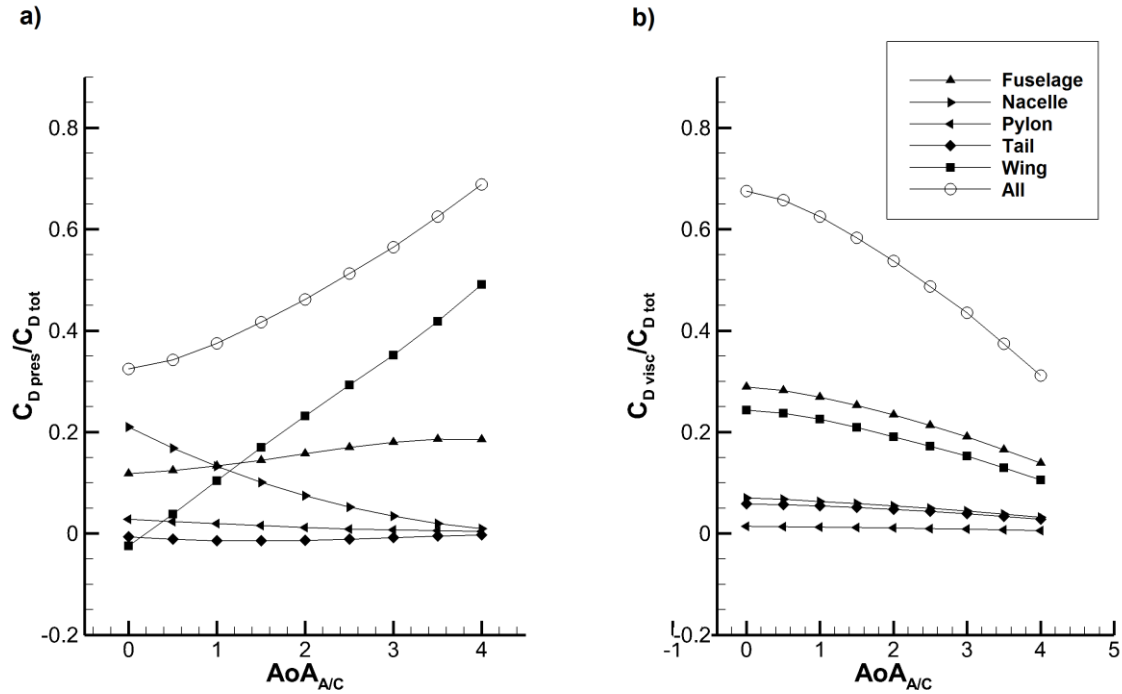 a)
C_D pres/C_D tot
0.8
0.6
0.4
0.2
0
-0.2
0 1 2 3 4
AoA_A/C
b)
Fuselage
Nacelle
Pylon
Tail
Wing
All
C_D visc/C_D tot
0.8
0.6
0.4
0.2
0
-0.2
-1 0 1 2 3 4 5
AoA_A/C